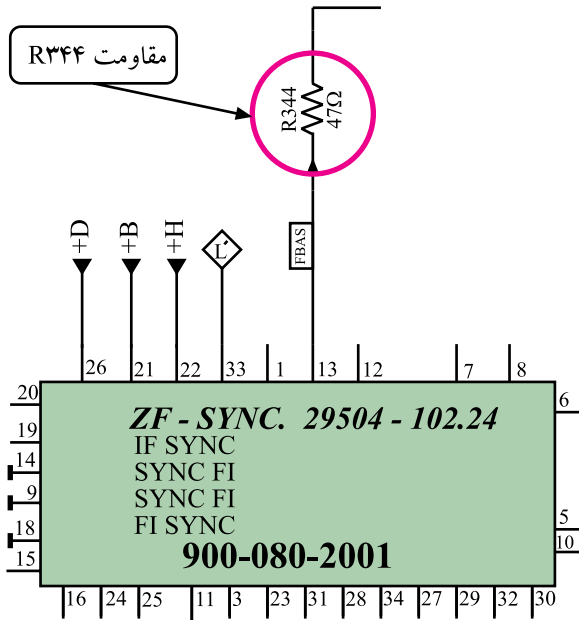 مقاومت R۳۴۴
R344
47Ω
+D
+B
+H
L'
FBAS
26 21 22 33 1 13 12 7 8
20
19
14
9
18
15
6
5
10
ZF - SYNC. 29504 - 102.24
IF SYNC
SYNC FI
SYNC FI
FI SYNC
900-080-2001
16 24 25 11 3 23 31 28 34 27 29 32 30